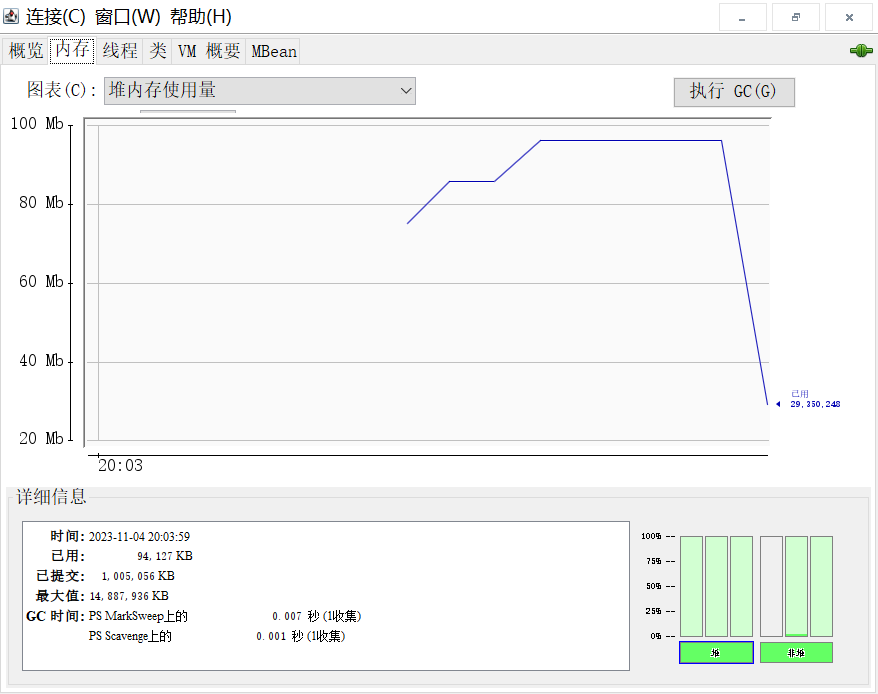 连接(C) 窗口(W) 帮助(H)
概览 内存 线程 类 VM 概要 MBean
图表(C): 堆内存使用量 执行 GC(G)
100 Mb
80 Mb
60 Mb
40 Mb
20 Mb
已用
29,350,248
20:03
详细信息
时间: 2023-11-04 20:03:59
已用: 94,127 KB
已提交: 1,005,056 KB
最大值: 14,887,936 KB
GC 时间: PS MarkSweep上的 0.007 秒 (1收集)
PS Scavenge上的 0.001 秒 (1收集)
100% --
75% --
50% --
25% --
0% --
堆 非堆